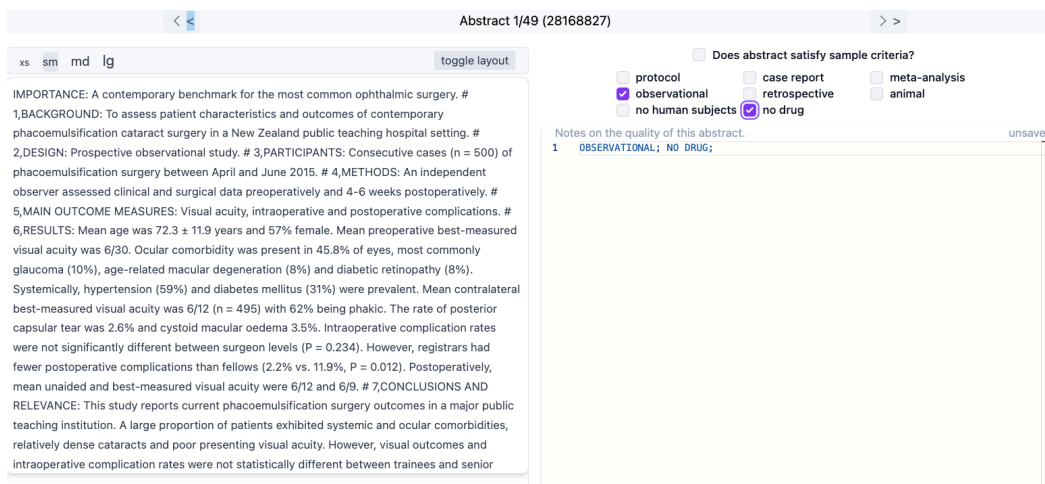 < < Abstract 1/49 (28168827) > >
xs sm md lg toggle layout
IMPORTANCE: A contemporary benchmark for the most common ophthalmic surgery. #
1,BACKGROUND: To assess patient characteristics and outcomes of contemporary
phacoemulsification cataract surgery in a New Zealand public teaching hospital setting. #
2,DESIGN: Prospective observational study. # 3,PARTICIPANTS: Consecutive cases (n = 500) of
phacoemulsification surgery between April and June 2015. # 4,METHODS: An independent
observer assessed clinical and surgical data preoperatively and 4-6 weeks postoperatively. #
5,MAIN OUTCOME MEASURES: Visual acuity, intraoperative and postoperative complications. #
6,RESULTS: Mean age was 72.3 ± 11.9 years and 57% female. Mean preoperative best-measured
visual acuity was 6/30. Ocular comorbidity was present in 45.8% of eyes, most commonly
glaucoma (10%), age-related macular degeneration (8%) and diabetic retinopathy (8%).
Systemically, hypertension (59%) and diabetes mellitus (31%) were prevalent. Mean contralateral
best-measured visual acuity was 6/12 (n = 495) with 62% being phakic. The rate of posterior
capsular tear was 2.6% and cystoid macular oedema 3.5%. Intraoperative complication rates
were not significantly different between surgeon levels (P = 0.234). However, registrars had
fewer postoperative complications than fellows (2.2% vs. 11.9%, P = 0.012). Postoperatively,
mean unaided and best-measured visual acuity were 6/12 and 6/9. # 7,CONCLUSIONS AND
RELEVANCE: This study reports current phacoemulsification surgery outcomes in a major public
teaching institution. A large proportion of patients exhibited systemic and ocular comorbidities,
relatively dense cataracts and poor presenting visual acuity. However, visual outcomes and
intraoperative complication rates were not statistically different between trainees and senior
Does abstract satisfy sample criteria?
protocol case report meta-analysis
observational retrospective animal
no human subjects no drug
Notes on the quality of this abstract. unsave
1 OBSERVATIONAL; NO DRUG;